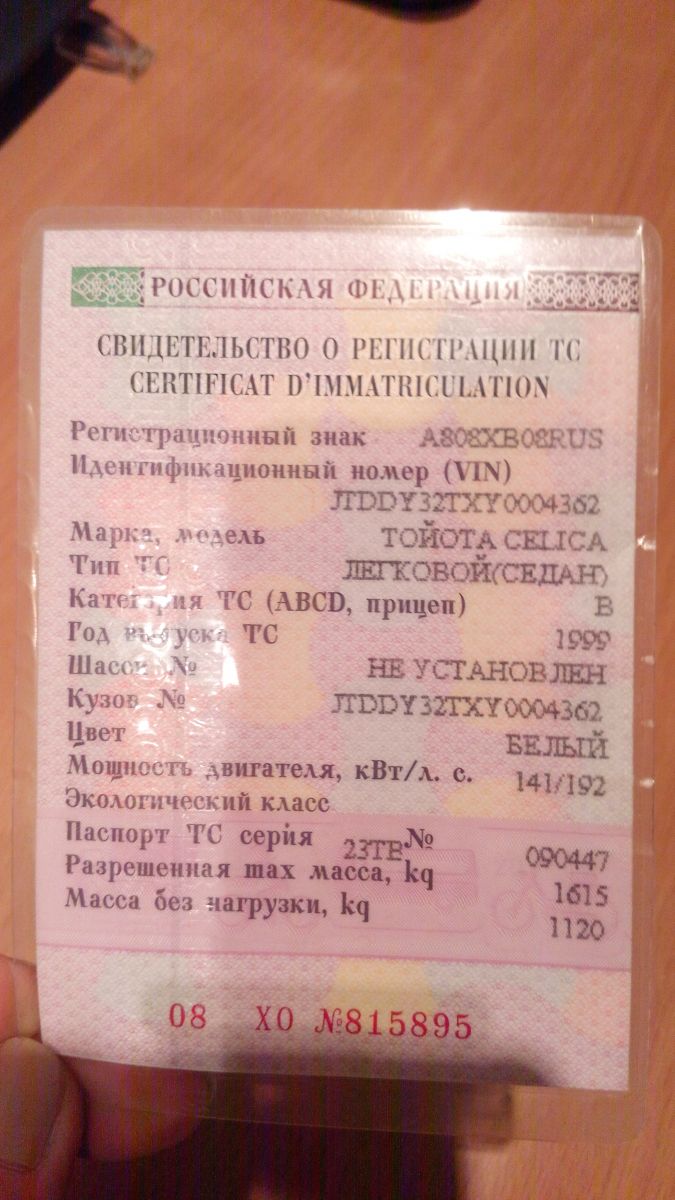 РОССИЙСКАЯ ФЕДЕРАЦИЯ
СВИДЕТЕЛЬСТВО О РЕГИСТРАЦИИ ТС
CERTIFICAT D'IMMATRICULATION
Регистрационный знак А808ХВ08RUS
Идентификационный номер (VIN)
JTDDY32TXY0004362
Марка, модель ТОЙОТА CELICA
Тип ТС ЛЕГКОВОЙ(СЕДАН)
Категория ТС (ABCD, прицеп) B
Год выпуска ТС 1999
Шасси № НЕ УСТАНОВЛЕН
Кузов № JTDDY32TXY0004362
Цвет БЕЛЫЙ
Мощность двигателя, кВт/л. с. 141/192
Экологический класс
Паспорт ТС серия 23ТВ № 090447
Разрешенная max масса, kg 1615
Масса без нагрузки, kg 1120
08 ХО №815895